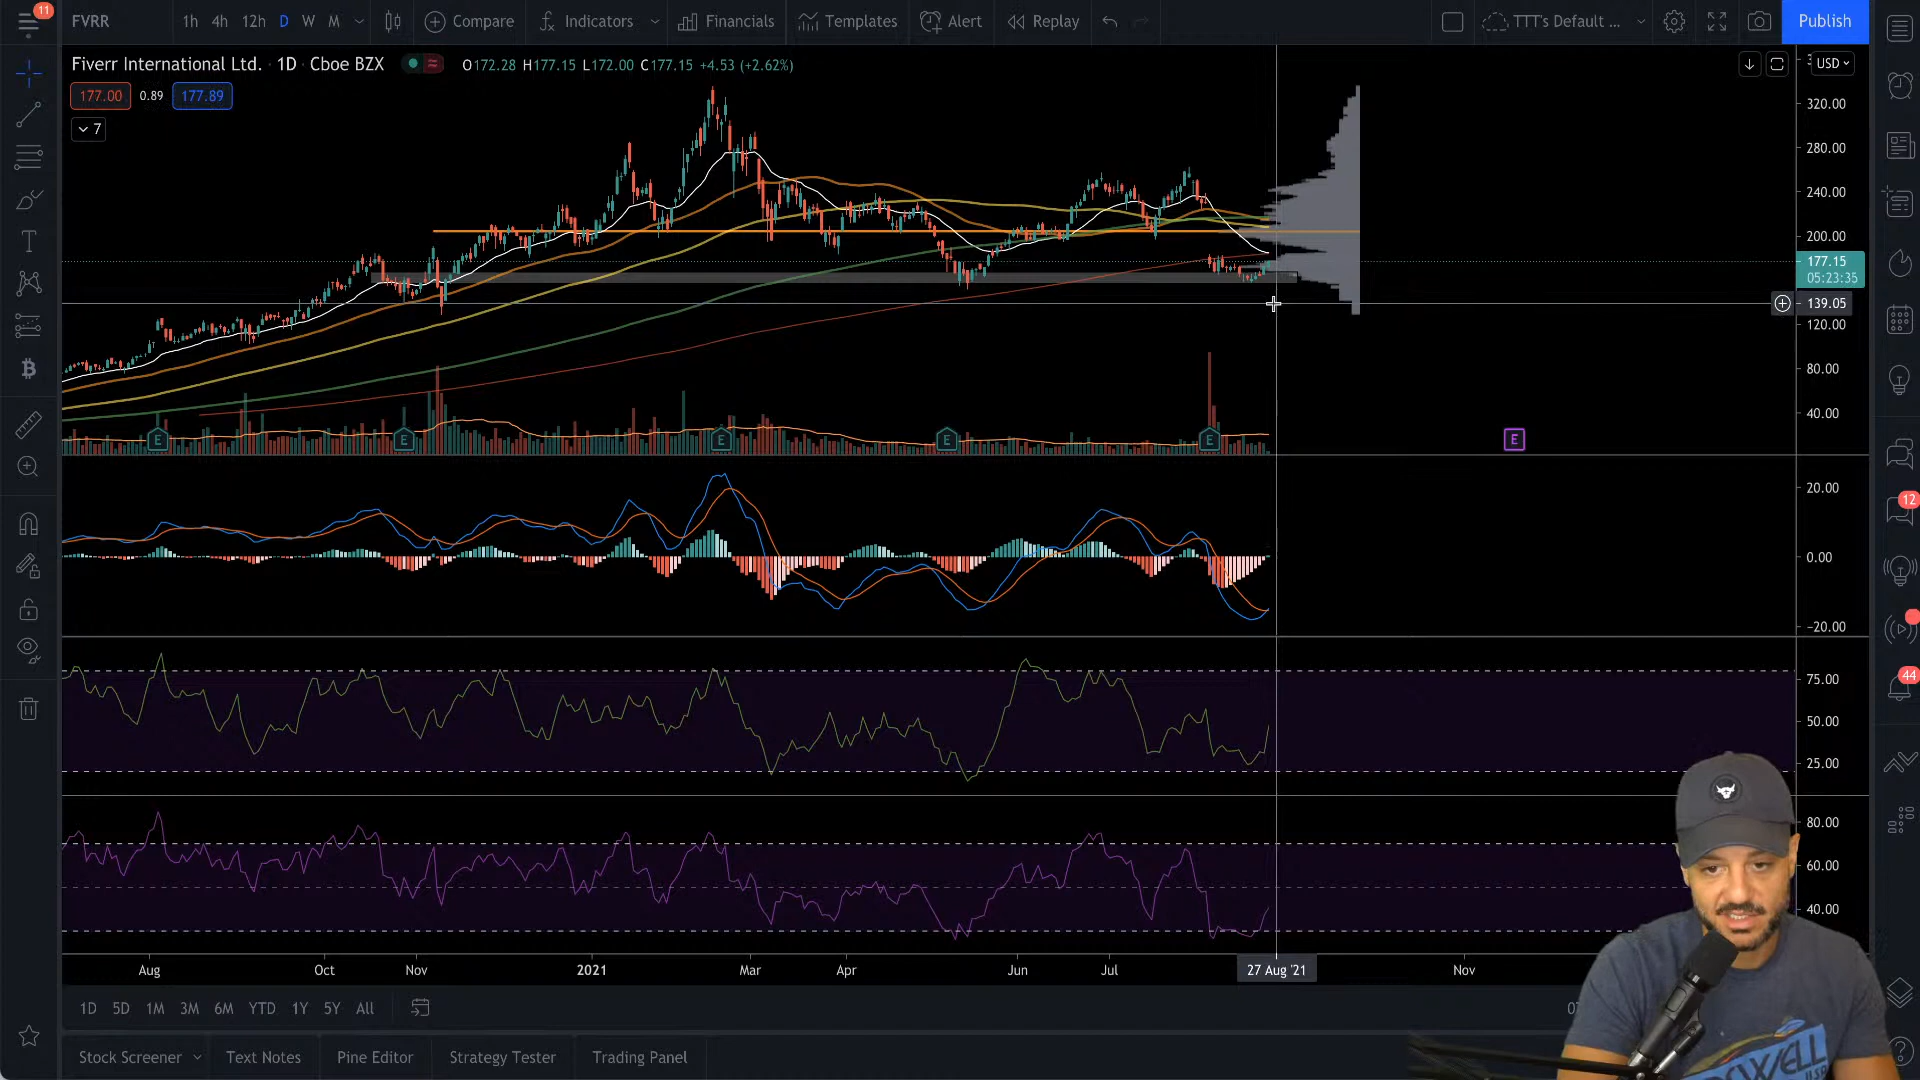 11
FVRR 1h 4h 12h D W M Compare Indicators Financials Templates Alert Replay TTT's Default ... Publish
Fiverr International Ltd. · 1D · Cboe BZX O172.28 H177.15 L172.00 C177.15 +4.53 (+2.62%)
USD
177.00 0.89 177.89
7
320.00
280.00
240.00
200.00
177.15
05:23:35
139.05
120.00
80.00
40.00
E E E E E E
20.00
0.00
−20.00
75.00
50.00
25.00
80.00
60.00
40.00
12
44
Aug Oct Nov 2021 Mar Apr Jun Jul 27 Aug '21 Nov
1D 5D 1M 3M 6M YTD 1Y 5Y All
Stock Screener Text Notes Pine Editor Strategy Tester Trading Panel